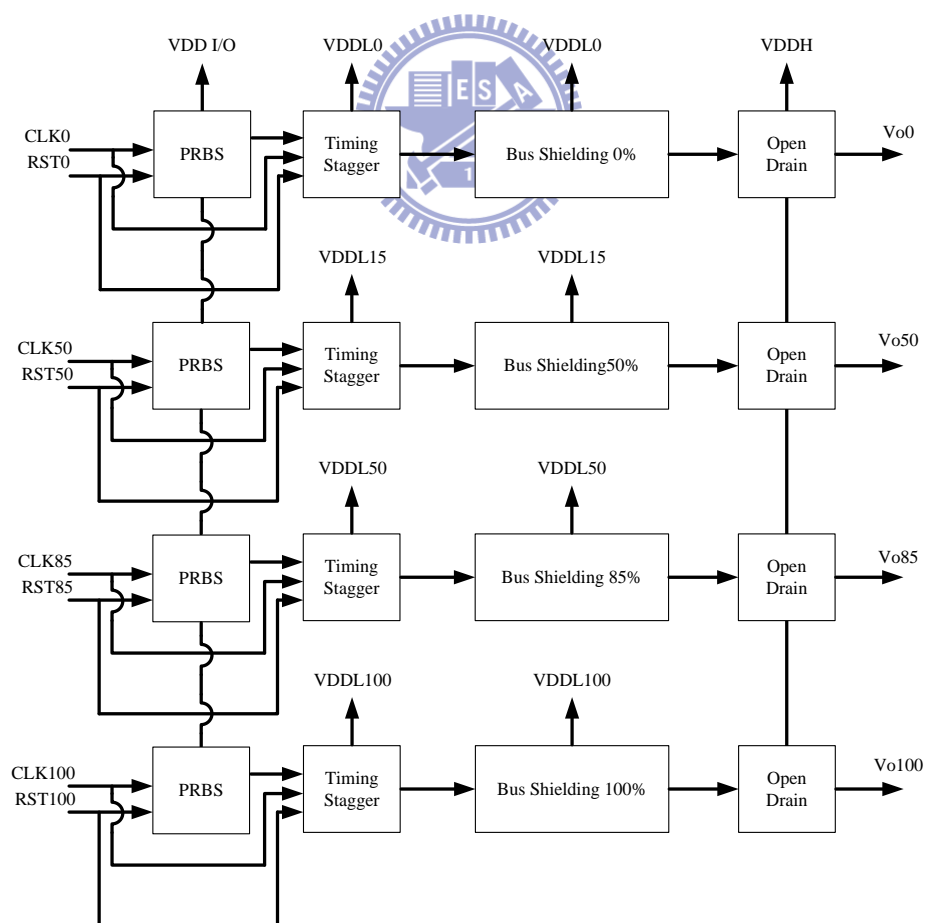 VDD I/O
VDDL0
VDDL0
VDDH
E S A
1
CLK0
RST0
PRBS
Timing
Stagger
Bus Shielding 0%
Open
Drain
Vo0
VDDL15
VDDL15
CLK50
RST50
PRBS
Timing
Stagger
Bus Shielding50%
Open
Drain
Vo50
VDDL50
VDDL50
CLK85
RST85
PRBS
Timing
Stagger
Bus Shielding 85%
Open
Drain
Vo85
VDDL100
VDDL100
CLK100
RST100
PRBS
Timing
Stagger
Bus Shielding 100%
Open
Drain
Vo100